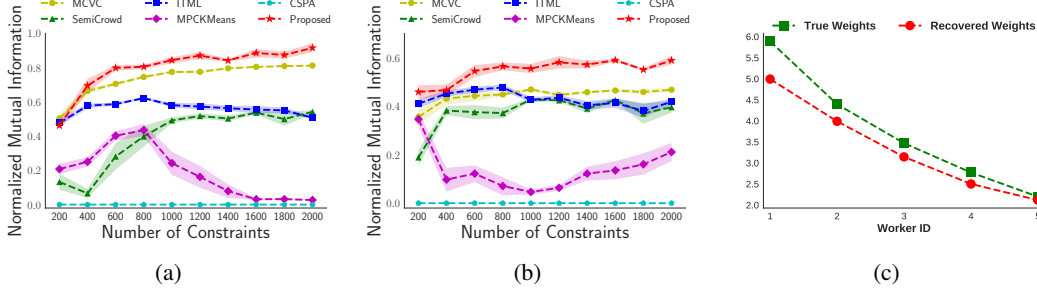 MCVC ITML CSPA
SemiCrowd MPCKMeans Proposed
Normalized Mutual Information
1.0
0.8
0.6
0.4
0.2
0.0
200 400 600 800 1000 1200 1400 1600 1800 2000
Number of Constraints
(a)
MCVC ITML CSPA
SemiCrowd MPCKMeans Proposed
Normalized Mutual Information
0.6
0.4
0.2
0.0
200 400 600 800 1000 1200 1400 1600 1800 2000
Number of Constraints
(b)
True Weights Recovered Weights
6.0
5.5
5.0
4.5
4.0
3.5
3.0
2.5
2.0
1 2 3 4 5
Worker ID
(c)